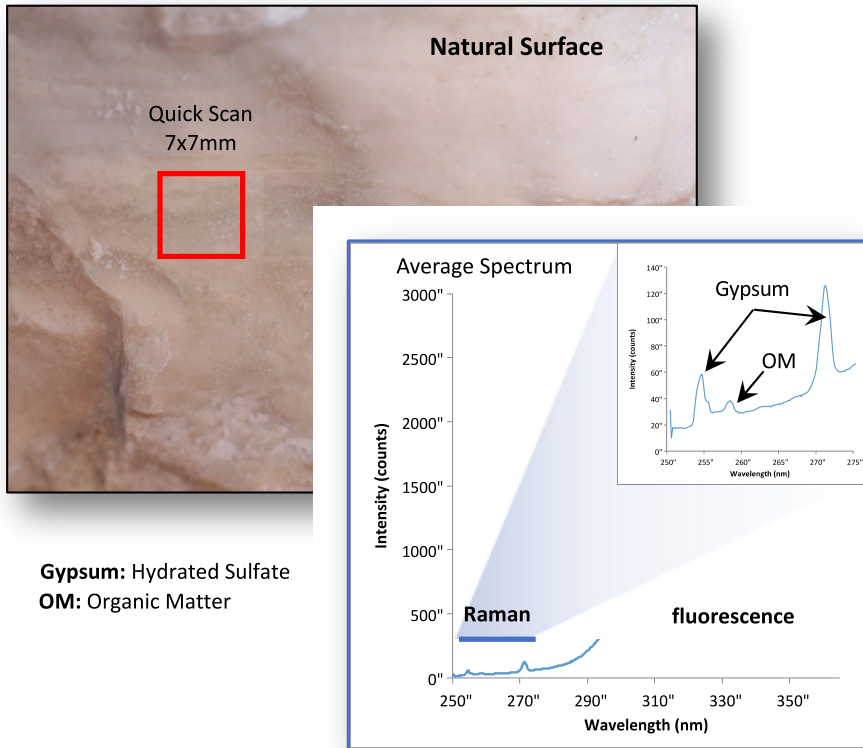 Natural Surface
Quick Scan
7x7mm
Gypsum: Hydrated Sulfate
OM: Organic Matter
Average Spectrum
3000"
2500"
2000"
1500"
1000"
500"
0"
Intensity (counts)
250"
270"
290"
310"
330"
350"
Wavelength (nm)
Raman
fluorescence
140"
120"
100"
80"
60"
40"
20"
0"
Intensity (counts)
Gypsum
OM
250"
255"
260"
265"
270"
275"
Wavelength (nm)